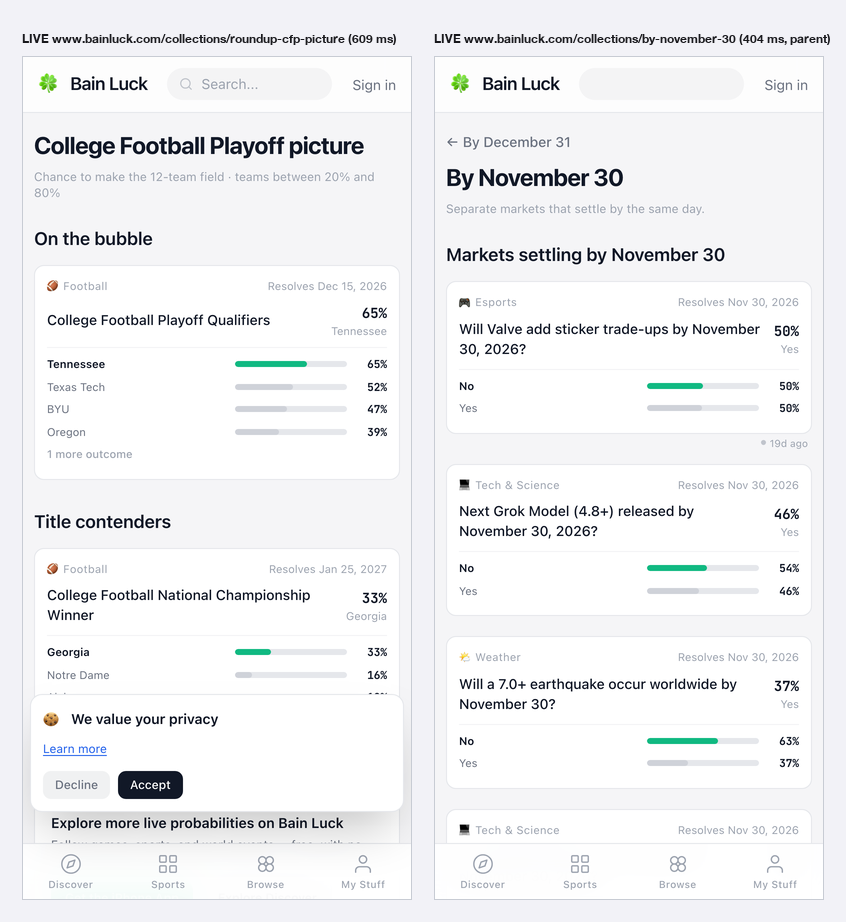 LIVE www.bainluck.com/collections/roundup-cfp-picture (609 ms)
Bain Luck
Search...
Sign in
College Football Playoff picture
Chance to make the 12-team field · teams between 20% and
80%
On the bubble
Football
Resolves Dec 15, 2026
College Football Playoff Qualifiers
65%
Tennessee
Tennessee 65%
Texas Tech 52%
BYU 47%
Oregon 39%
1 more outcome
Title contenders
Football
Resolves Jan 25, 2027
College Football National Championship
Winner
33%
Georgia
Georgia 33%
Notre Dame 16%
We value your privacy
Learn more
Decline
Accept
Explore more live probabilities on Bain Luck
Discover
Sports
Browse
My Stuff
LIVE www.bainluck.com/collections/by-november-30 (404 ms, parent)
Bain Luck
Sign in
← By December 31
By November 30
Separate markets that settle by the same day.
Markets settling by November 30
Esports
Resolves Nov 30, 2026
Will Valve add sticker trade-ups by November
30, 2026?
50%
Yes
No 50%
Yes 50%
19d ago
Tech & Science
Resolves Nov 30, 2026
Next Grok Model (4.8+) released by
November 30, 2026?
46%
Yes
No 54%
Yes 46%
Weather
Resolves Nov 30, 2026
Will a 7.0+ earthquake occur worldwide by
November 30?
37%
Yes
No 63%
Yes 37%
Tech & Science
Resolves Nov 30, 2026
Discover
Sports
Browse
My Stuff